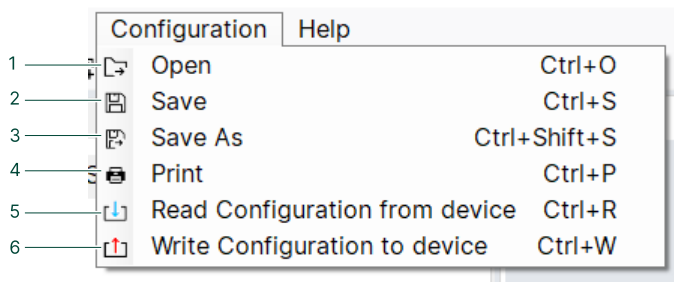 Configuration Help
1 Open Ctrl+O
2 Save Ctrl+S
3 Save As Ctrl+Shift+S
4 Print Ctrl+P
5 Read Configuration from device Ctrl+R
6 Write Configuration to device Ctrl+W